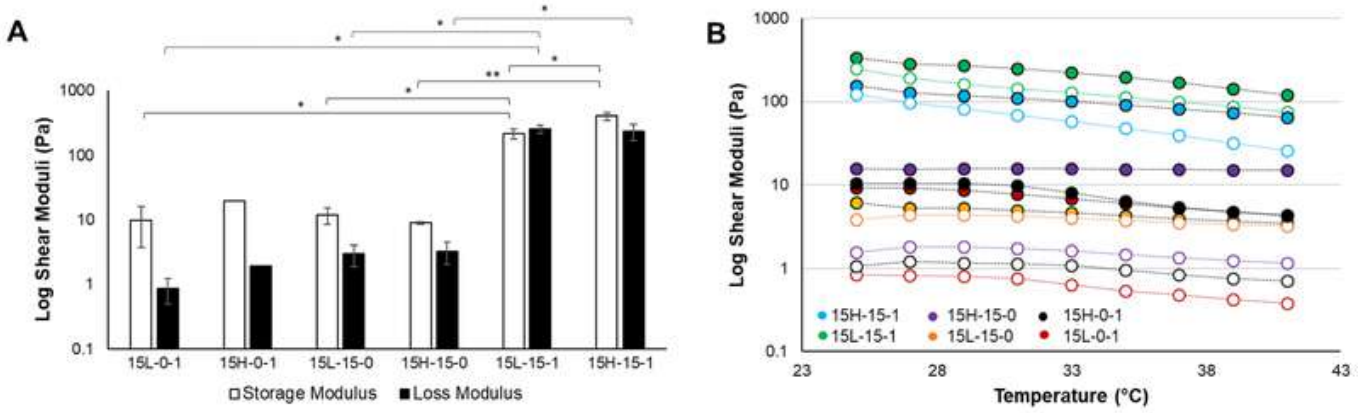 A
*
*
*
*
**
*
*
Log Shear Moduli (Pa)
1000
100
10
1
0.1
15L-0-1 15H-0-1 15L-15-0 15H-15-0 15L-15-1 15H-15-1
Storage Modulus Loss Modulus
B
Log Shear Moduli (Pa)
1000
100
10
1
0.1
15H-15-1 15H-15-0 15H-0-1
15L-15-1 15L-15-0 15L-0-1
23 28 33 38 43
Temperature (°C)